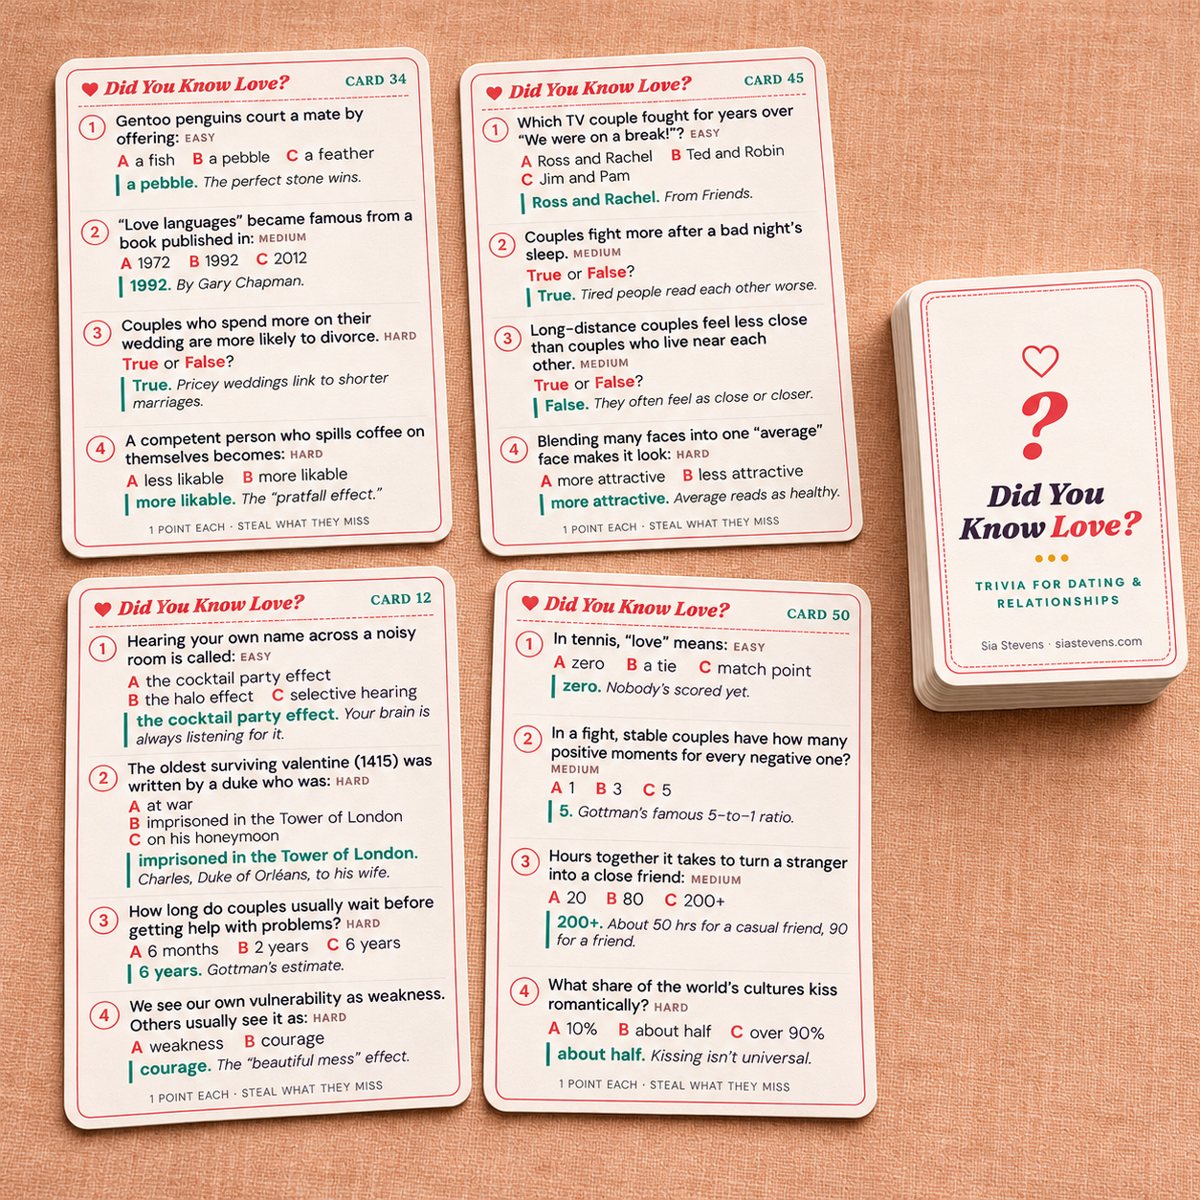 Did You Know Love? CARD 34
1 Gentoo penguins court a mate by
offering: EASY
A a fish B a pebble C a feather
a pebble. The perfect stone wins.
2 “Love languages” became famous from a
book published in: MEDIUM
A 1972 B 1992 C 2012
1992. By Gary Chapman.
3 Couples who spend more on their
wedding are more likely to divorce. HARD
True or False?
True. Pricey weddings link to shorter
marriages.
4 A competent person who spills coffee on
themselves becomes: HARD
A less likable B more likable
more likable. The “pratfall effect.”
1 POINT EACH · STEAL WHAT THEY MISS
Did You Know Love? CARD 45
1 Which TV couple fought for years over
“We were on a break!”? EASY
A Ross and Rachel B Ted and Robin
C Jim and Pam
Ross and Rachel. From Friends.
2 Couples fight more after a bad night’s
sleep. MEDIUM
True or False?
True. Tired people read each other worse.
3 Long-distance couples feel less close
than couples who live near each
other. MEDIUM
True or False?
False. They often feel as close or closer.
4 Blending many faces into one “average”
face makes it look: HARD
A more attractive B less attractive
more attractive. Average reads as healthy.
1 POINT EACH · STEAL WHAT THEY MISS
Did You Know Love? CARD 12
1 Hearing your own name across a noisy
room is called: EASY
A the cocktail party effect
B the halo effect C selective hearing
the cocktail party effect. Your brain is
always listening for it.
2 The oldest surviving valentine (1415) was
written by a duke who was: HARD
A at war
B imprisoned in the Tower of London
C on his honeymoon
imprisoned in the Tower of London.
Charles, Duke of Orléans, to his wife.
3 How long do couples usually wait before
getting help with problems? HARD
A 6 months B 2 years C 6 years
6 years. Gottman’s estimate.
4 We see our own vulnerability as weakness.
Others usually see it as: HARD
A weakness B courage
courage. The “beautiful mess” effect.
1 POINT EACH · STEAL WHAT THEY MISS
Did You Know Love? CARD 50
1 In tennis, “love” means: EASY
A zero B a tie C match point
zero. Nobody’s scored yet.
2 In a fight, stable couples have how many
positive moments for every negative one?
MEDIUM
A 1 B 3 C 5
5. Gottman’s famous 5-to-1 ratio.
3 Hours together it takes to turn a stranger
into a close friend: MEDIUM
A 20 B 80 C 200+
200+. About 50 hrs for a casual friend, 90
for a friend.
4 What share of the world’s cultures kiss
romantically? HARD
A 10% B about half C over 90%
about half. Kissing isn’t universal.
1 POINT EACH · STEAL WHAT THEY MISS
?
Did You
Know Love?
TRIVIA FOR DATING &
RELATIONSHIPS
Sia Stevens · siastevens.com